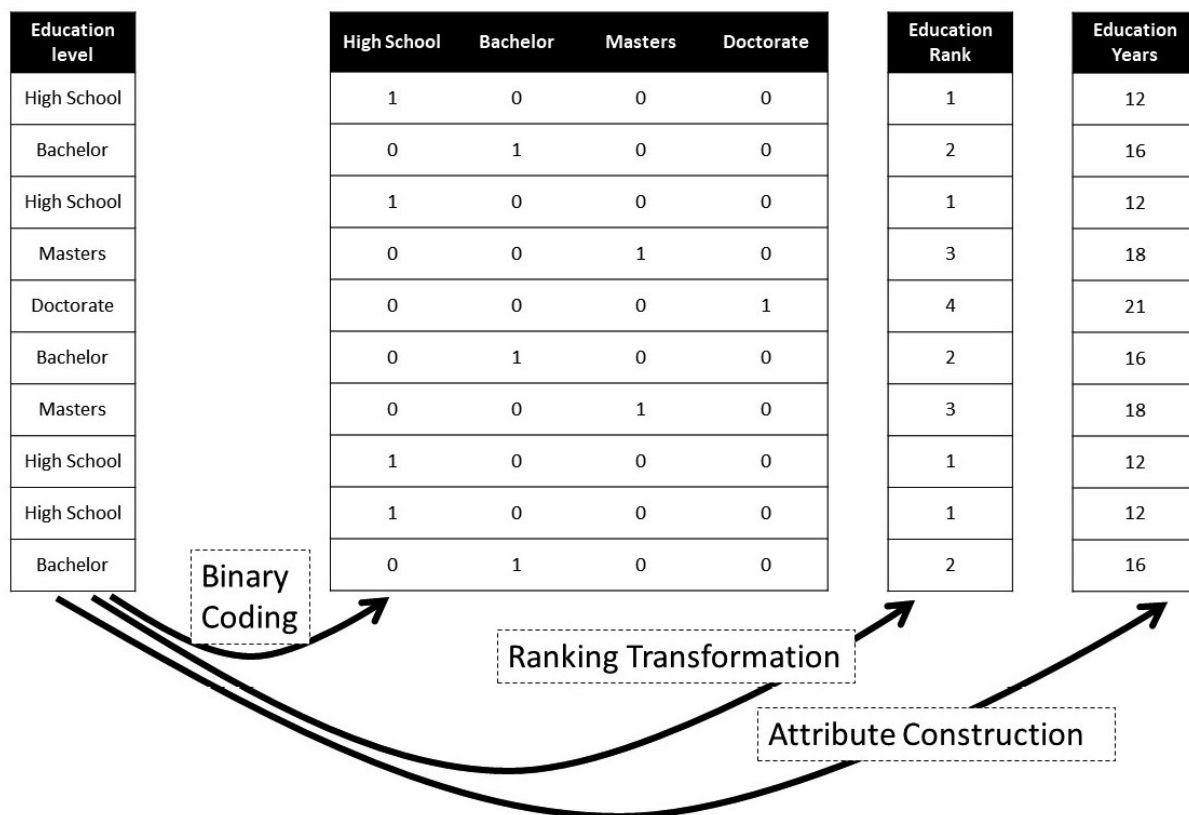 Education level
High School Bachelor Masters Doctorate
Education Rank
Education Years
High School 1 0 0 0 1 12
Bachelor 0 1 0 0 2 16
High School 1 0 0 0 1 12
Masters 0 0 1 0 3 18
Doctorate 0 0 0 1 4 21
Bachelor 0 1 0 0 2 16
Masters 0 0 1 0 3 18
High School 1 0 0 0 1 12
High School 1 0 0 0 1 12
Bachelor 0 1 0 0 2 16
Binary
Coding
Ranking Transformation
Attribute Construction